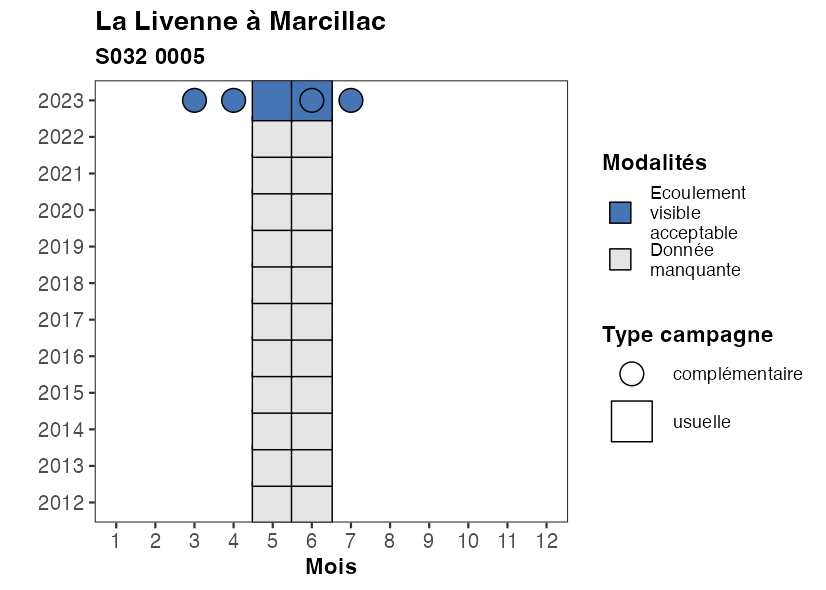 La Livenne à Marcillac
S032 0005
2023
2022
2021
2020
2019
2018
2017
2016
2015
2014
2013
2012
1 2 3 4 5 6 7 8 9 10 11 12
Mois
Modalités
Ecoulement
visible
acceptable
Donnée
manquante
Type campagne
complémentaire
usuelle